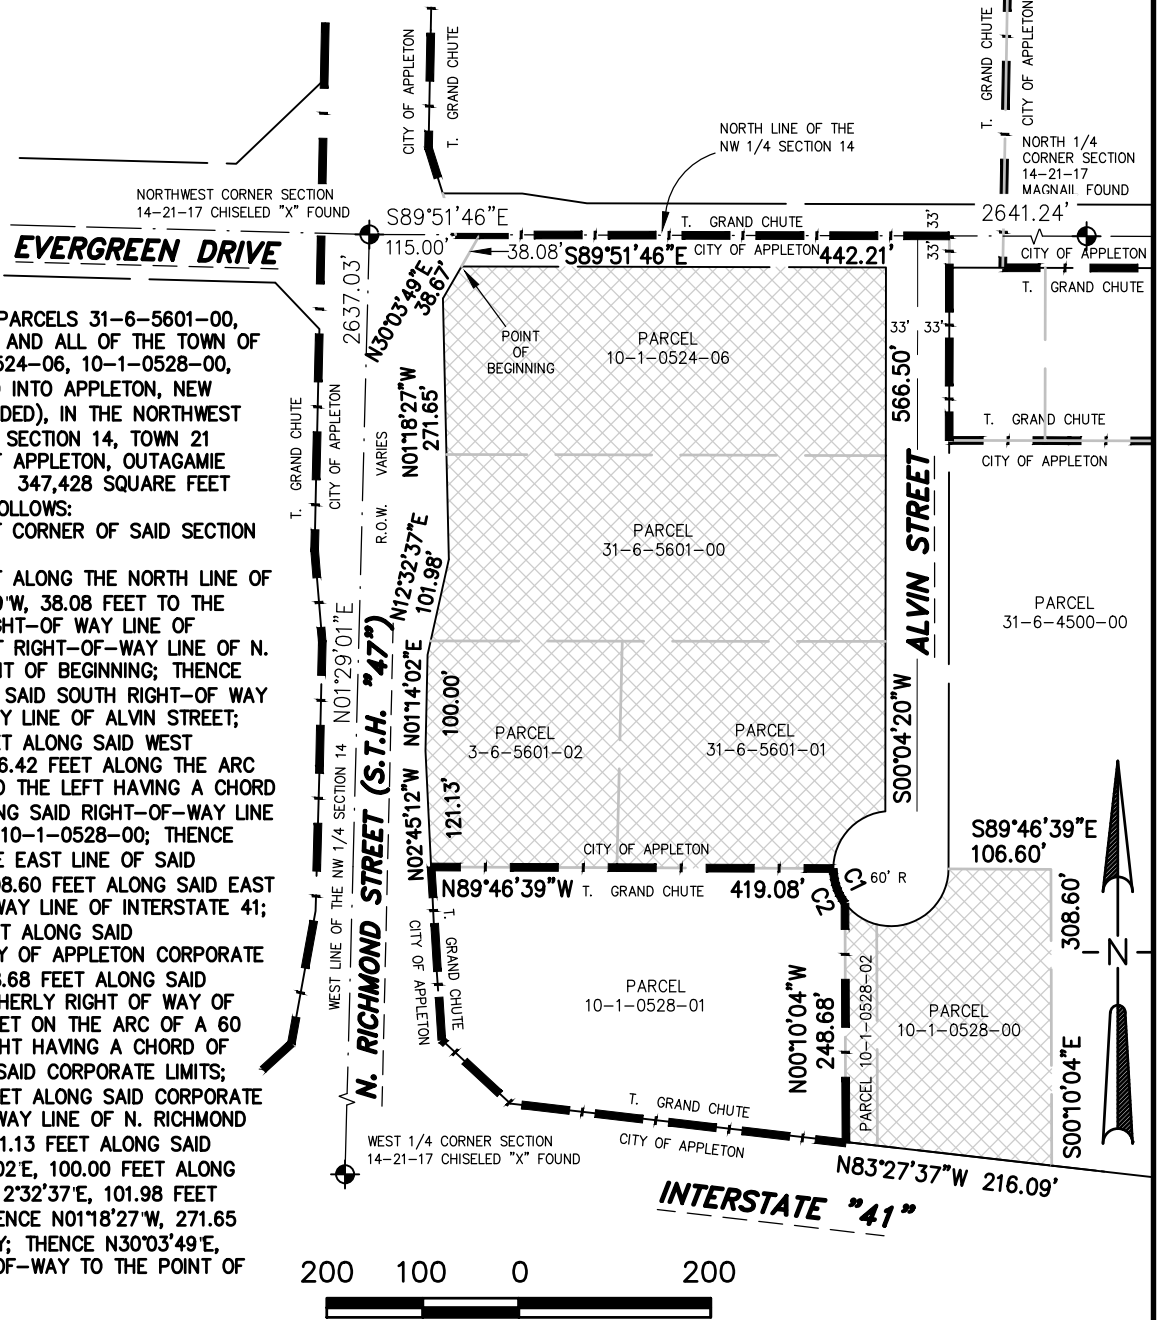 CITY OF APPLETON
T. GRAND CHUTE
T. GRAND CHUTE
CITY OF APPLETON
NORTH LINE OF THE
NW 1/4 SECTION 14
NORTH 1/4
CORNER SECTION
14-21-17
MAGNAIL FOUND
NORTHWEST CORNER SECTION
14-21-17 CHISELED "X" FOUND
S89°51'46"E
115.00'
38.08'
T. GRAND CHUTE
CITY OF APPLETON
S89°51'46"E
442.21'
33'
33'
2641.24'
CITY OF APPLETON
T. GRAND CHUTE
EVERGREEN DRIVE
2637.03'
N30°03'49"E
38.67'
POINT
OF
BEGINNING
PARCEL
10-1-0524-06
33'
33'
566.50'
T. GRAND CHUTE
CITY OF APPLETON
PARCELS 31-6-5601-00,
AND ALL OF THE TOWN OF
524-06, 10-1-0528-00,
INTO APPLETON, NEW
DED), IN THE NORTHWEST
SECTION 14, TOWN 21
APPLETON, OUTAGAMIE
347,428 SQUARE FEET
OLLOWS:
CORNER OF SAID SECTION
ALONG THE NORTH LINE OF
"W, 38.08 FEET TO THE
GHT-OF WAY LINE OF
RIGHT-OF-WAY LINE OF N.
NT OF BEGINNING; THENCE
SAID SOUTH RIGHT-OF WAY
Y LINE OF ALVIN STREET;
ET ALONG SAID WEST
6.42 FEET ALONG THE ARC
O THE LEFT HAVING A CHORD
NG SAID RIGHT-OF-WAY LINE
10-1-0528-00; THENCE
E EAST LINE OF SAID
08.60 FEET ALONG SAID EAST
WAY LINE OF INTERSTATE 41;
ET ALONG SAID
Y OF APPLETON CORPORATE
8.68 FEET ALONG SAID
HERLY RIGHT OF WAY OF
EET ON THE ARC OF A 60
HT HAVING A CHORD OF
SAID CORPORATE LIMITS;
EET ALONG SAID CORPORATE
WAY LINE OF N. RICHMOND
1.13 FEET ALONG SAID
02"E, 100.00 FEET ALONG
2°32'37"E, 101.98 FEET
ENCE N01°18'27"W, 271.65
Y; THENCE N30°03'49"E,
OF-WAY TO THE POINT OF
T. GRAND CHUTE
CITY OF APPLETON
R.O.W. VARIES
N01°18'27"W
271.65'
PARCEL
31-6-5601-00
N12°32'37"E
101.98'
ALVIN STREET
PARCEL
31-6-4500-00
N01°29'01"E
WEST LINE OF THE NW 1/4 SECTION 14
N. RICHMOND STREET (S.T.H. "47")
N01°14'02"E
100.00'
PARCEL
3-6-5601-02
PARCEL
31-6-5601-01
S00°04'20"W
N02°45'12"W
121.13'
CITY OF APPLETON
N89°46'39"W
T. GRAND CHUTE
419.08'
C1
C2
60' R
S89°46'39"E
106.60'
308.60'
N
T. GRAND CHUTE
CITY OF APPLETON
PARCEL
10-1-0528-01
N00°10'04"W
248.68'
PARCEL 10-1-0528-02
PARCEL
10-1-0528-00
S00°10'04"E
T. GRAND CHUTE
CITY OF APPLETON
WEST 1/4 CORNER SECTION
14-21-17 CHISELED "X" FOUND
N83°27'37"W 216.09'
INTERSTATE "41"
200 100 0 200